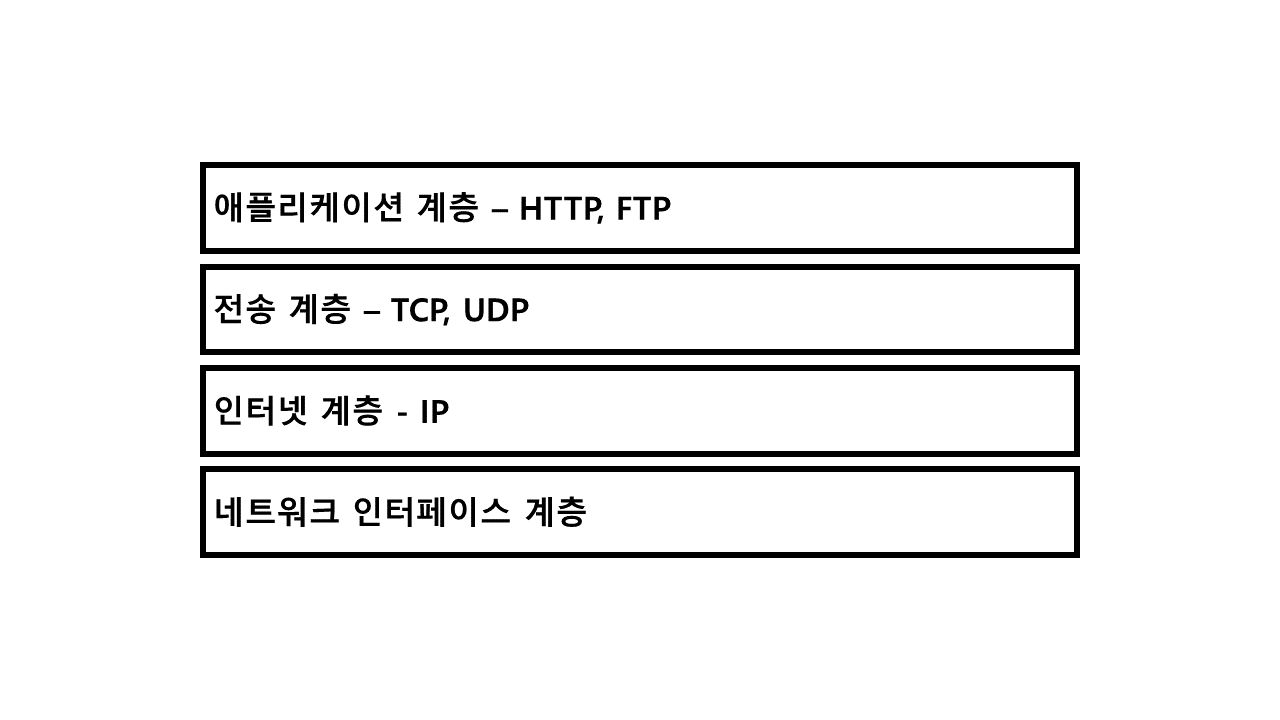 애플리케이션 계층 – HTTP, FTP
전송 계층 – TCP, UDP
인터넷 계층 - IP
네트워크 인터페이스 계층